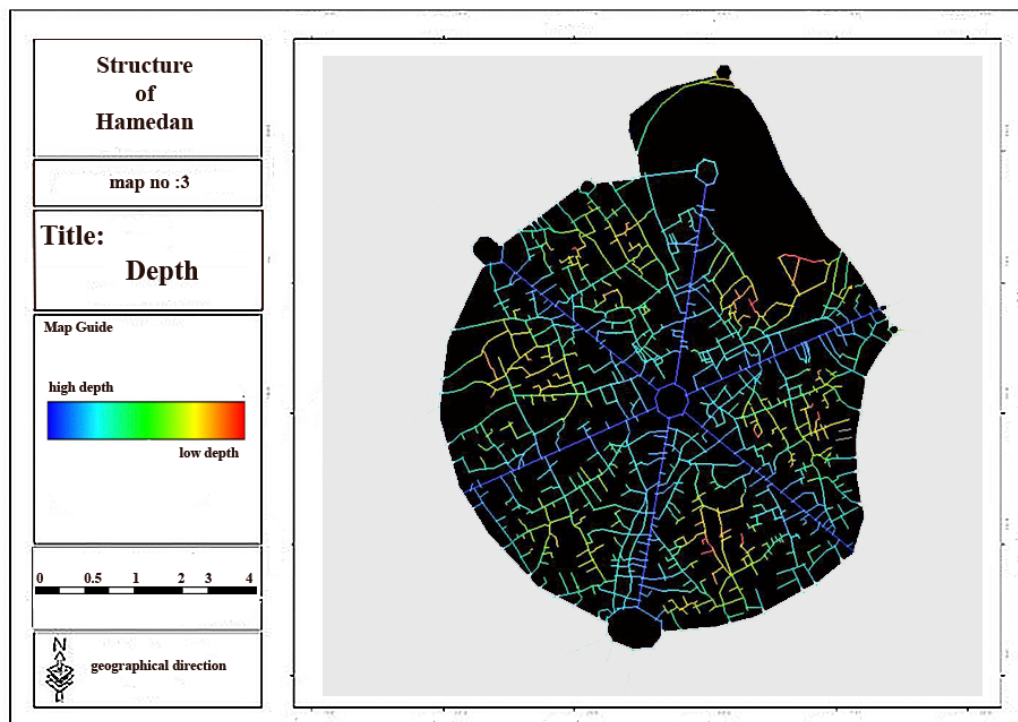 Structure
of
Hamedan
map no :3
Title:
Depth
Map Guide
high depth
low depth
0 0.5 1 2 3 4
N
geographical direction